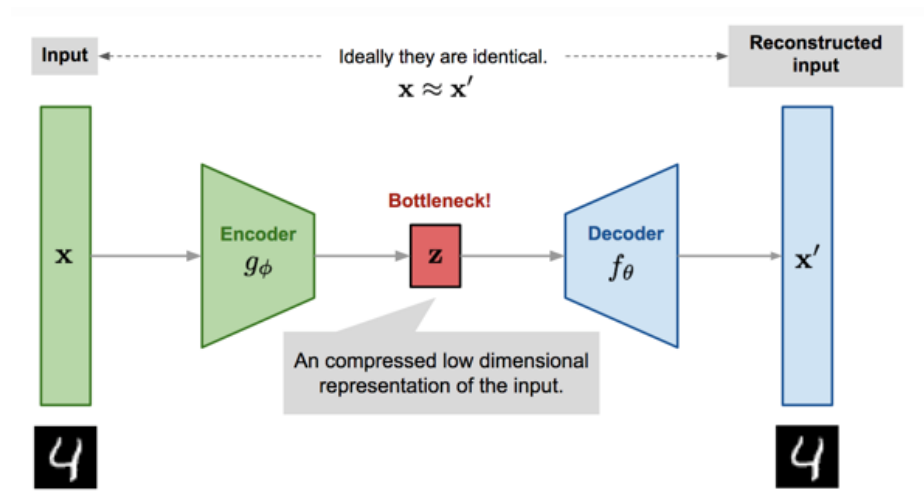 Input
Ideally they are identical.
x ≈ x′
Reconstructed
input
Bottleneck!
x
Encoder
gϕ
z
Decoder
fθ
x′
An compressed low dimensional
representation of the input.
4
4